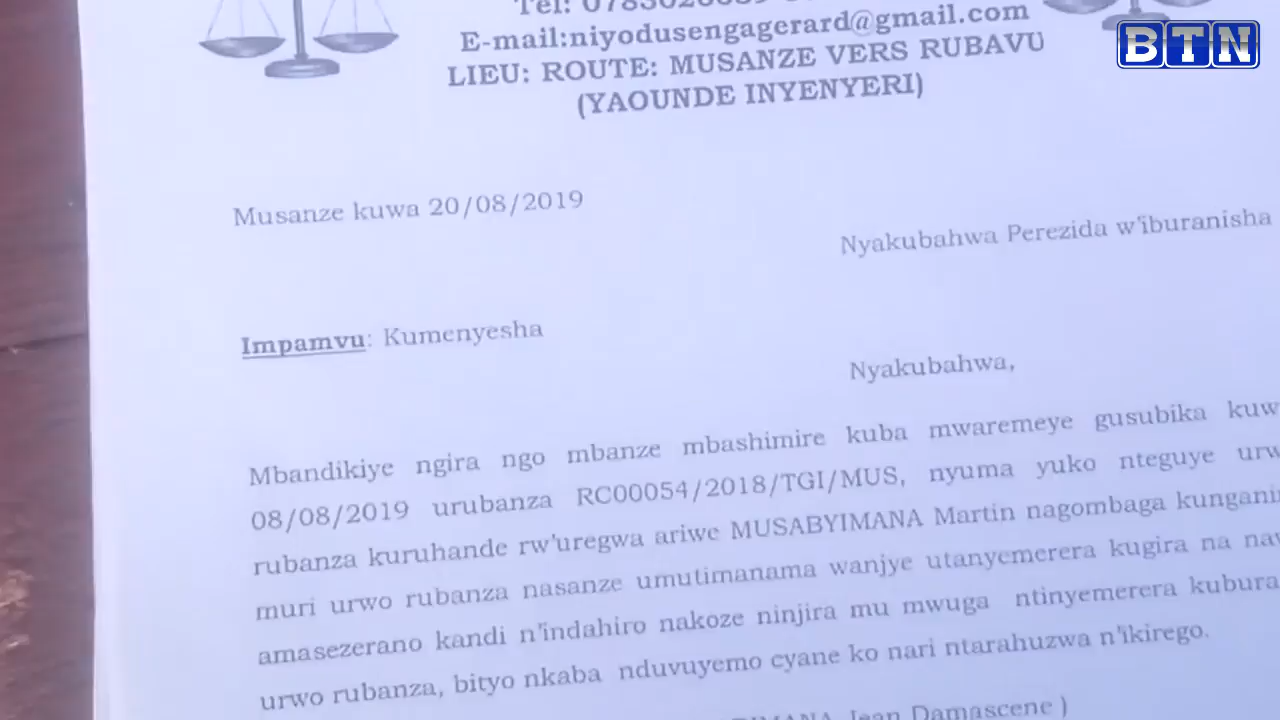 BTN
E-mail:niyodusengagerard@gmail.com
LIEU: ROUTE: MUSANZE VERS RUBAVU
(YAOUNDE INYENYERI)
Musanze kuwa 20/08/2019
Nyakubahwa Perezida w'iburanisha
Impamvu: Kumenyesha
Nyakubahwa,
Mbandikiye ngira ngo mbanze mbashimire kuba mwaremeye gusubika
08/08/2019 urubanza RC00054/2018/TGI/MUS, nyuma yuko nteguye
rubanza kuruhande rw'uregwa ariwe MUSABYIMANA Martin nagombaga
muri urwo rubanza nasanze umutimanama wanjye utanyemerera kugira na
amasezerano kandi n'indahiro nakoze ninjira mu mwuga ntinyemerera
urwo rubanza, bityo nkaba nduvuyemo cyane ko nari ntarahuzwa n'ikirego.
Jean Damascene )